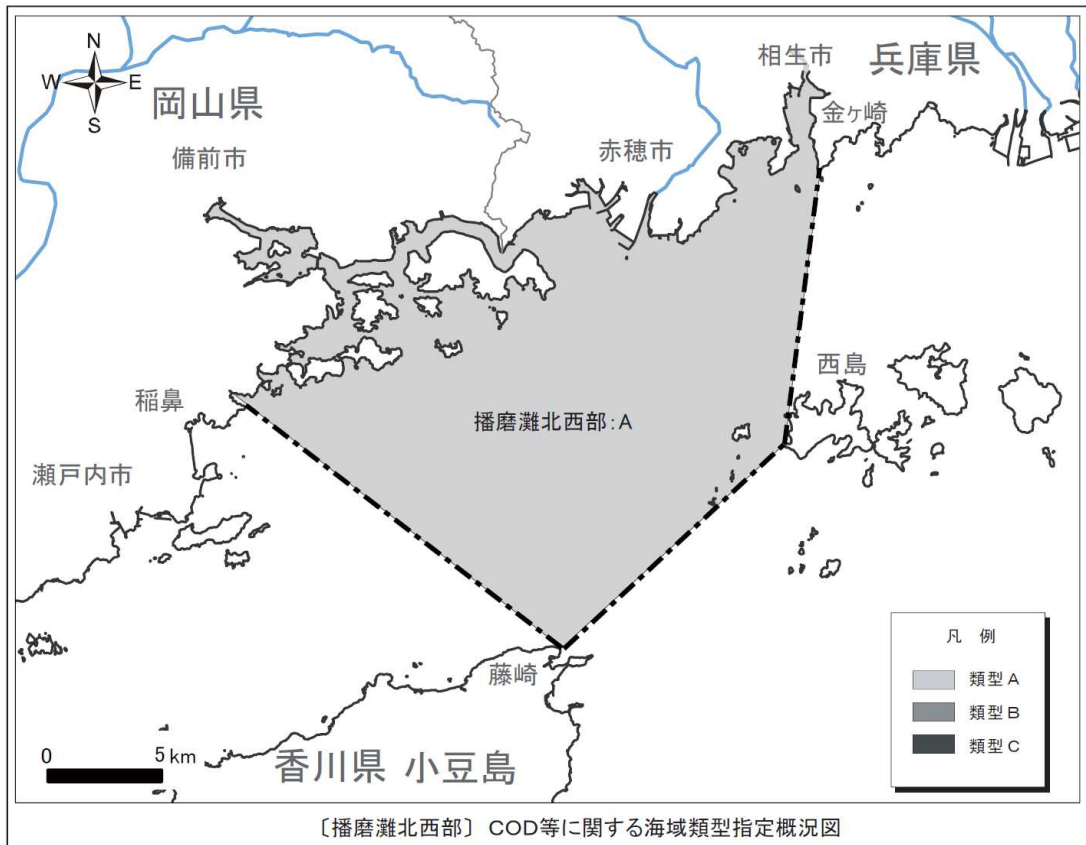 N
W E
S
岡山県
備前市
相生市
兵庫県
金ヶ崎
赤穂市
西島
稲鼻
播磨灘北西部:A
瀬戸内市
藤崎
香川県 小豆島
0 5 km
凡 例
類型A
類型B
類型C
〔播磨灘北西部〕COD等に関する海域類型指定概況図